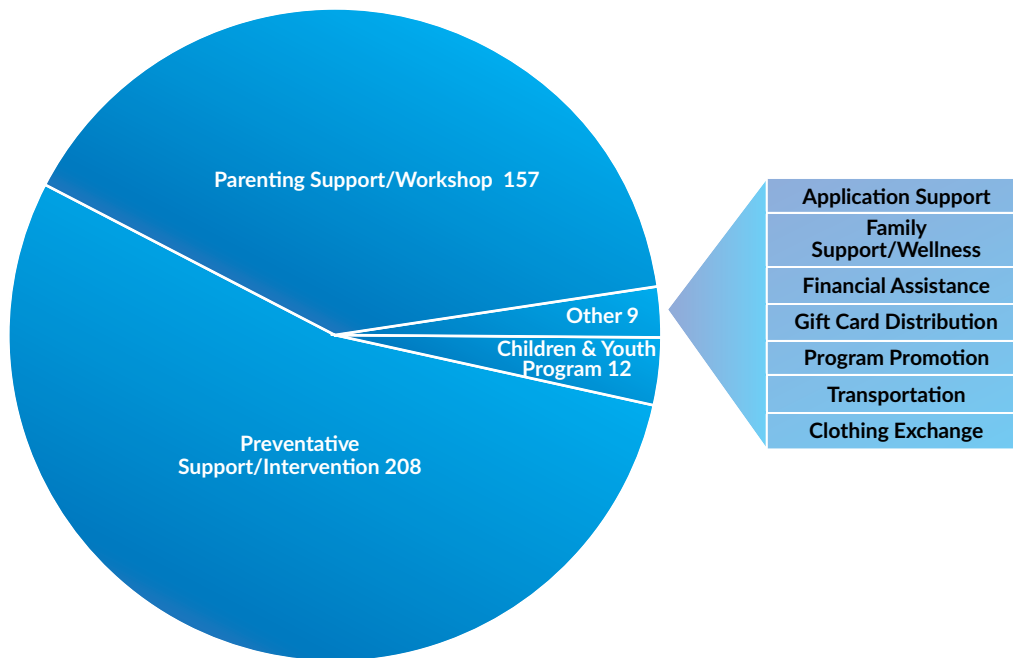 Parenting Support/Workshop 157
Other 9
Children & Youth
Program 12
Preventative
Support/Intervention 208
Application Support
Family
Support/Wellness
Financial Assistance
Gift Card Distribution
Program Promotion
Transportation
Clothing Exchange